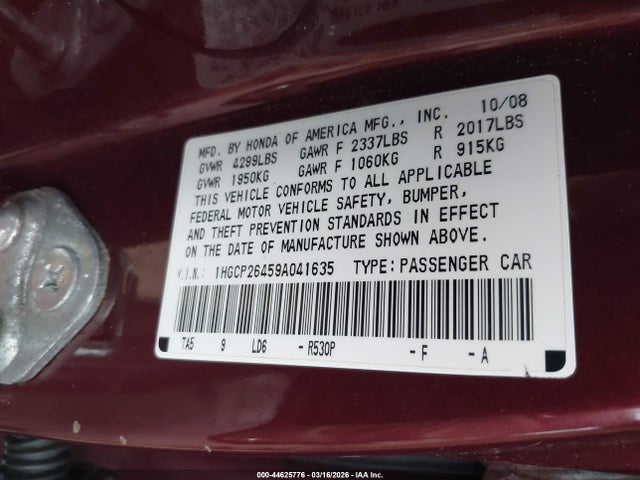 MFD. BY HONDA OF AMERICA MFG., INC. 10/08
GVWR 4299LBS GAWR F 2337LBS R 2017LBS
GVWR 1950KG GAWR F 1060KG R 915KG
THIS VEHICLE CONFORMS TO ALL APPLICABLE
FEDERAL MOTOR VEHICLE SAFETY, BUMPER,
AND THEFT PREVENTION STANDARDS IN EFFECT
ON THE DATE OF MANUFACTURE SHOWN ABOVE.
V.I.N: 1HGCP26459A041635 TYPE: PASSENGER CAR
TA5 9 LD6 -R530P -F -A
000-44625776 - 03/16/2026 - IAA Inc.